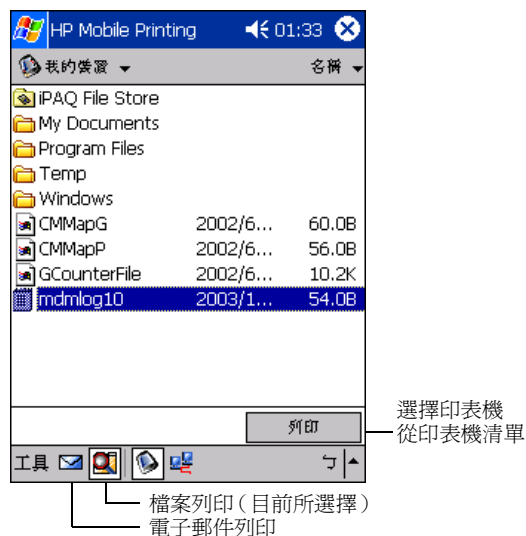 HP Mobile Printing 01:33
我的裝置 名稱
iPAQ File Store
My Documents
Program Files
Temp
Windows
CMMapG 2002/6... 60.0B
CMMapP 2002/6... 56.0B
GCounterFile 2002/6... 10.2K
mdmlog10 2003/1... 54.0B
列印
選擇印表機
從印表機清單
工具 ㄅ
檔案列印（目前所選擇）
電子郵件列印